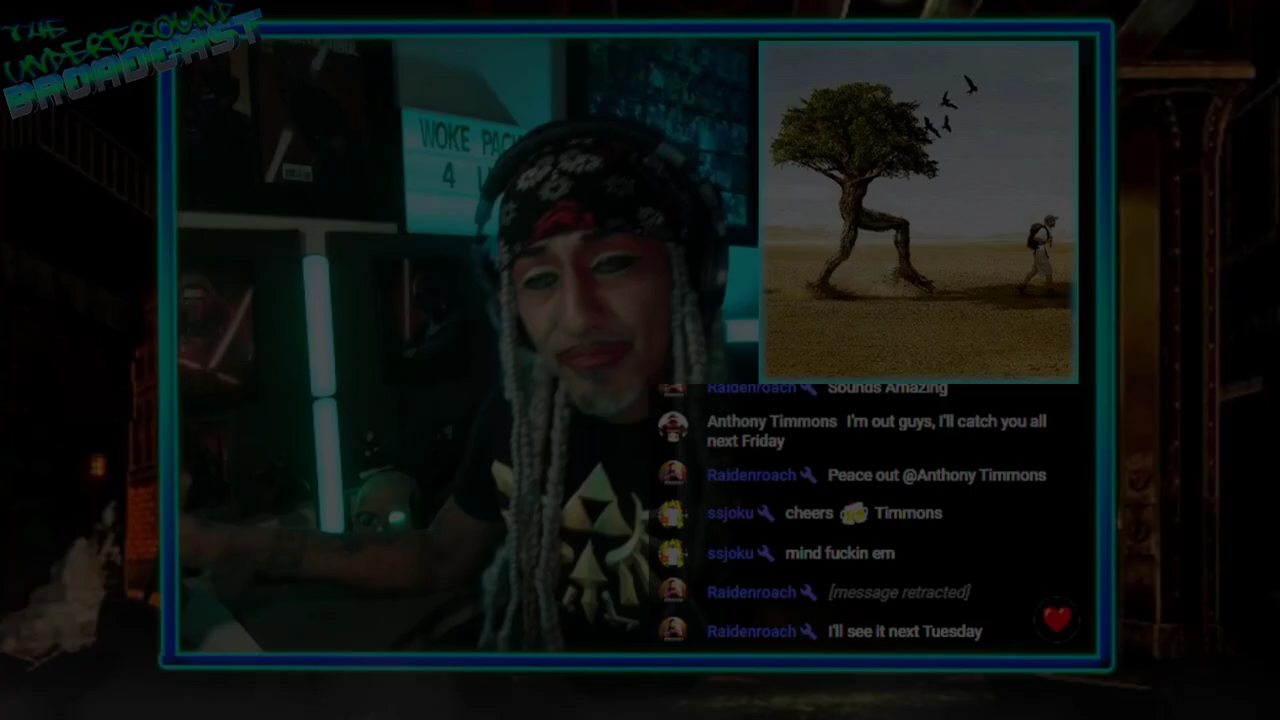 THE
UNDERGROUND
BROADCAST
WOKE PAC
4
Raidenroach Sounds Amazing
Anthony Timmons I'm out guys, I'll catch you all
next Friday
Raidenroach Peace out @Anthony Timmons
ssjoku cheers Timmons
ssjoku mind fuckin em
Raidenroach [message retracted]
Raidenroach I'll see it next Tuesday